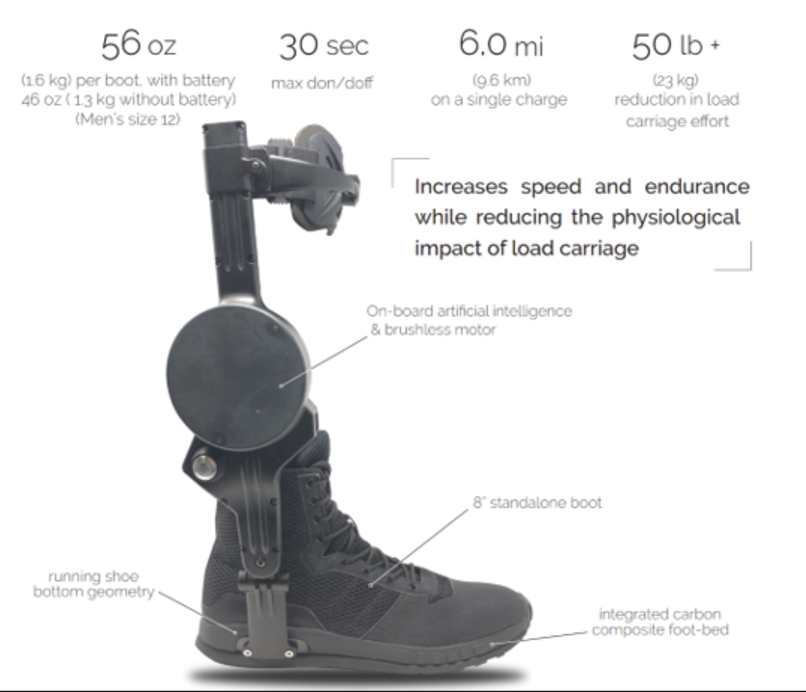 56 oz
(1.6 kg) per boot, with battery
46 oz ( 1.3 kg without battery)
(Men's size 12)
30 sec
max don/doff
6.0 mi
(9.6 km)
on a single charge
50 lb +
(23 kg)
reduction in load
carriage effort
Increases speed and endurance
while reducing the physiological
impact of load carriage
On-board artificial intelligence
& brushless motor
8" standalone boot
running shoe
bottom geometry
integrated carbon
composite foot-bed